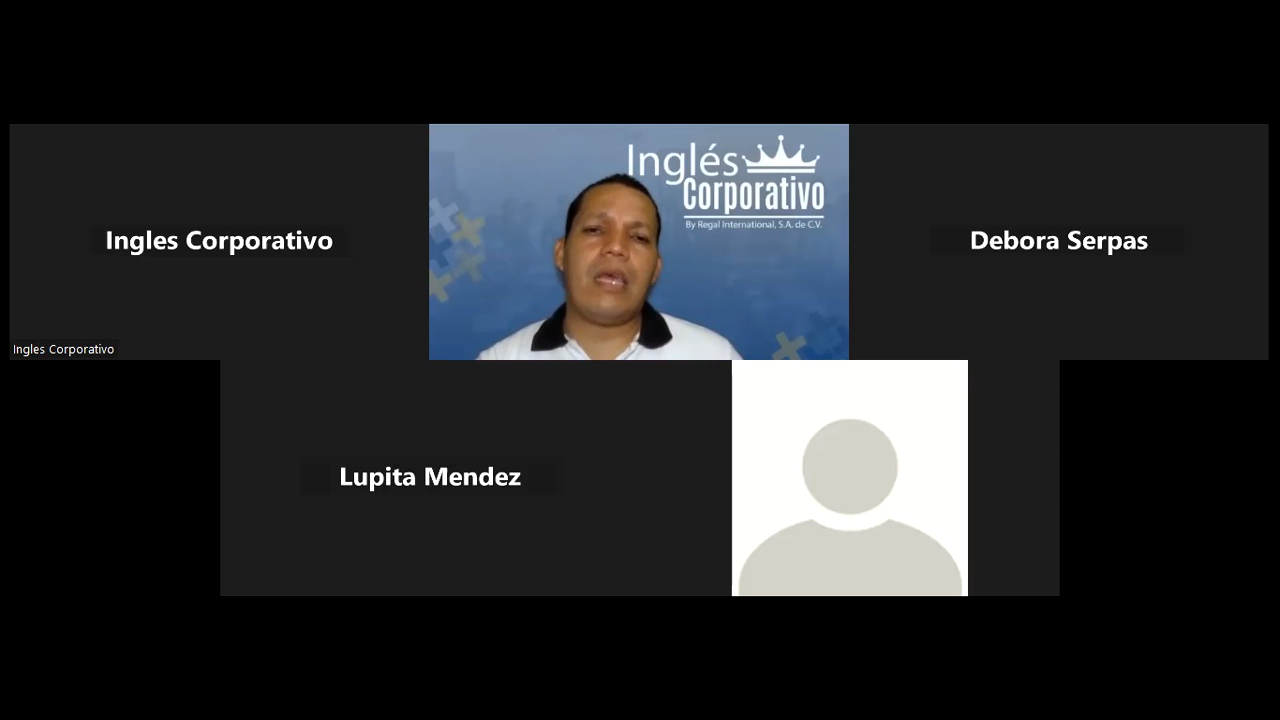 Ingles Corporativo
Ingles Corporativo
Inglés
Corporativo
By Regal International, S.A. de C.V.
Debora Serpas
Lupita Mendez